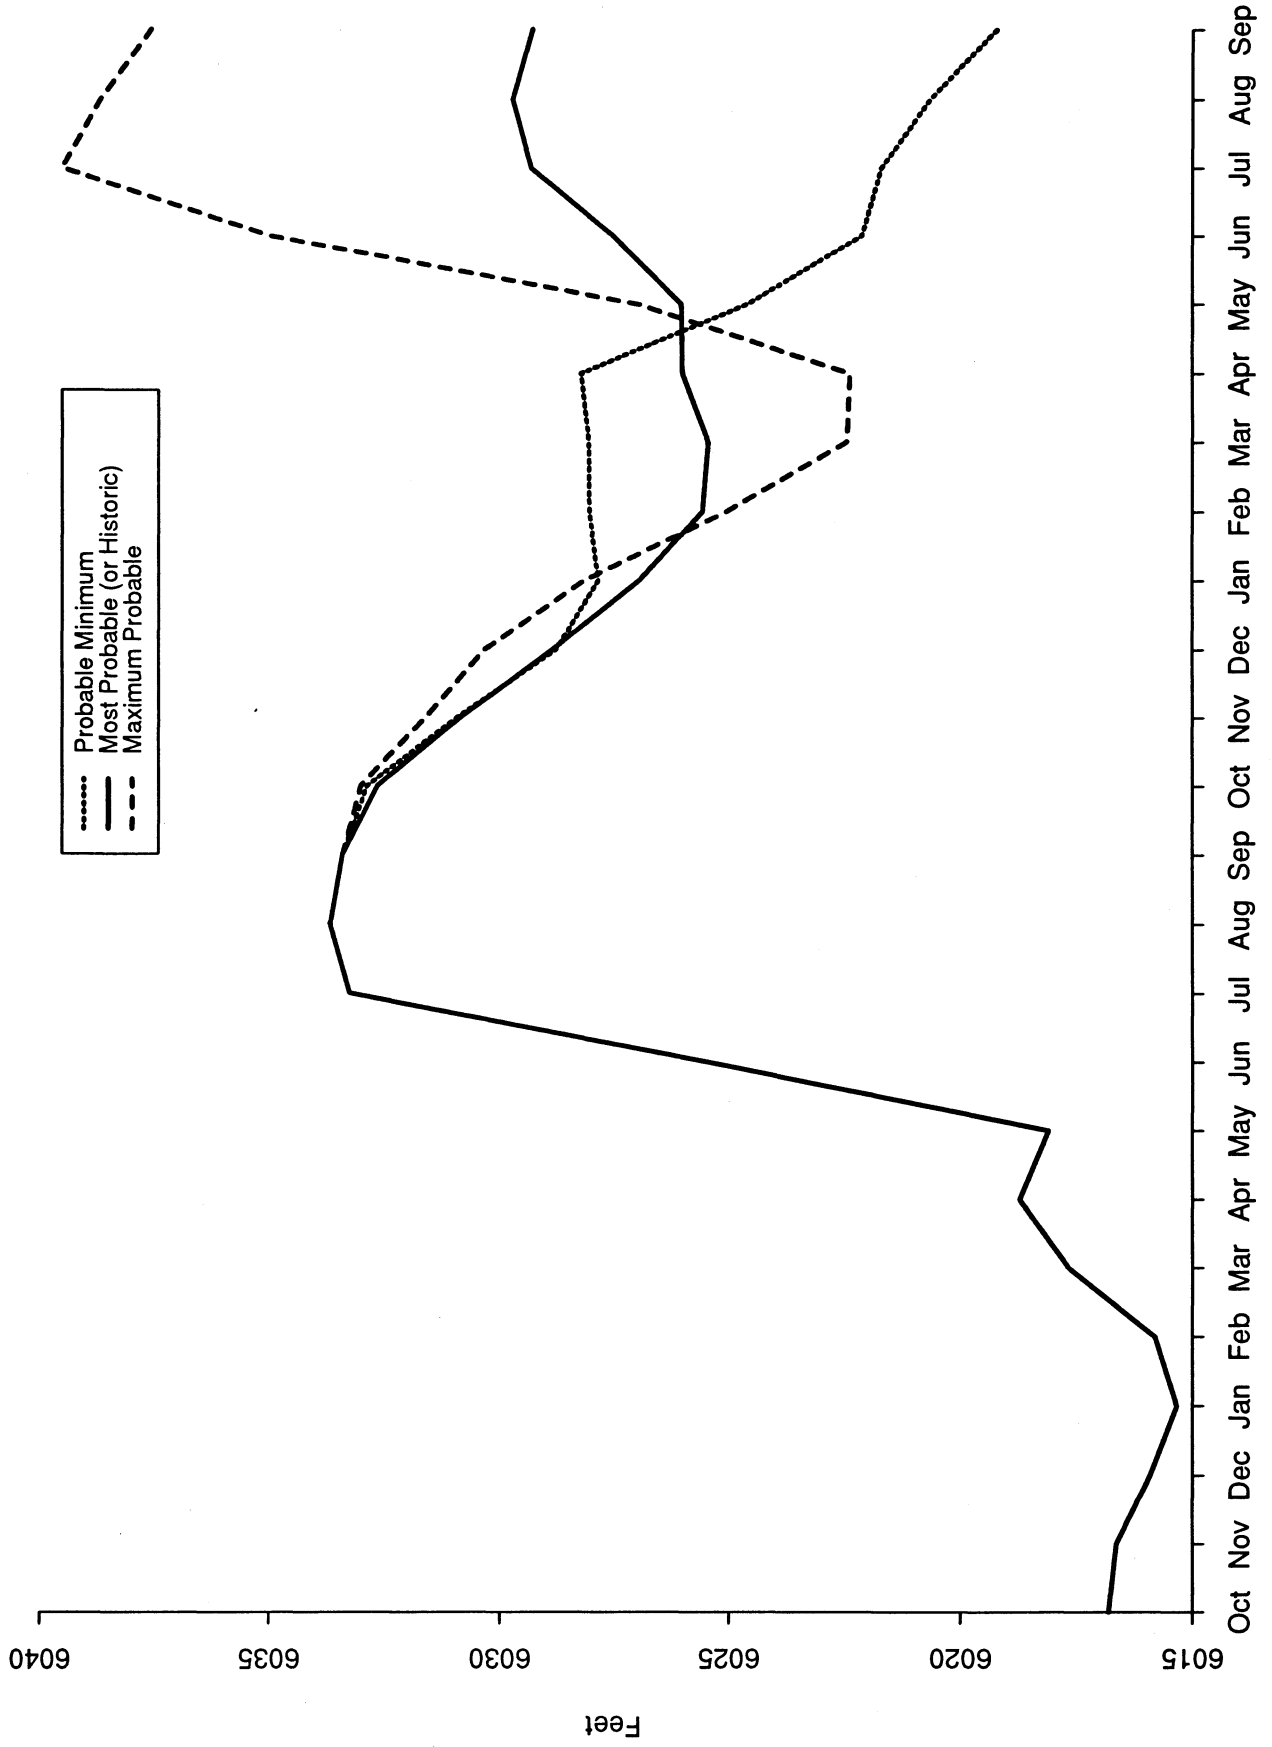 Probable Minimum
Most Probable (or Historic)
Maximum Probable
Feet
6040
6035
6030
6025
6020
6015
Oct Nov Dec Jan Feb Mar Apr May Jun Jul Aug Sep Oct Nov Dec Jan Feb Mar Apr May Jun Jul Aug Sep